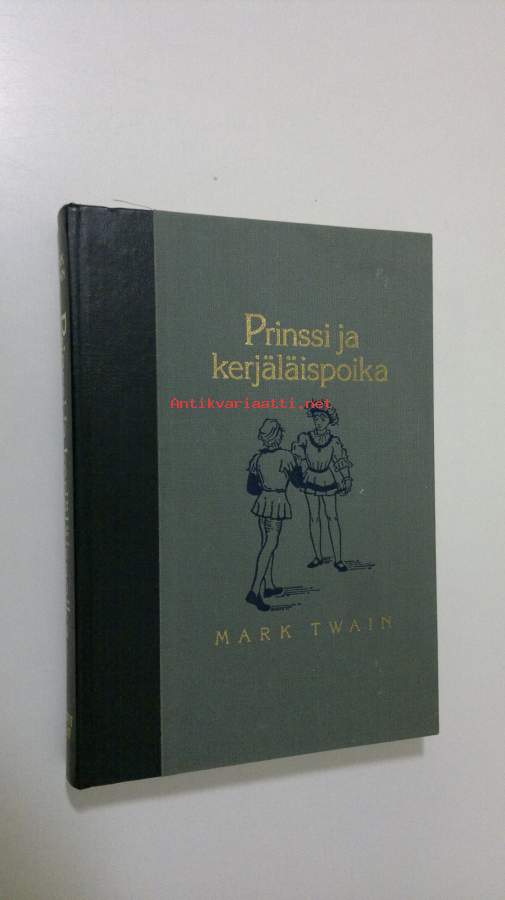 Prinssi ja
kerjäläispoika
Antikvariaatti.net
MARK TWAIN